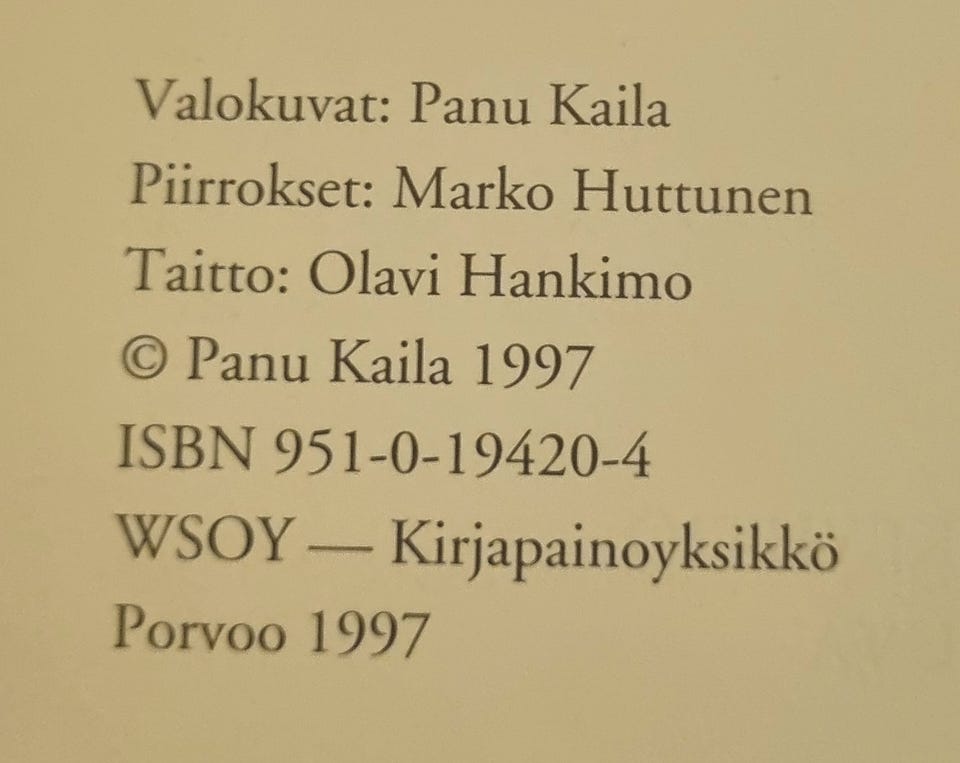 Valokuvat: Panu Kaila
Piirrokset: Marko Huttunen
Taitto: Olavi Hankimo
© Panu Kaila 1997
ISBN 951-0-19420-4
WSOY — Kirjapainoyksikkö
Porvoo 1997